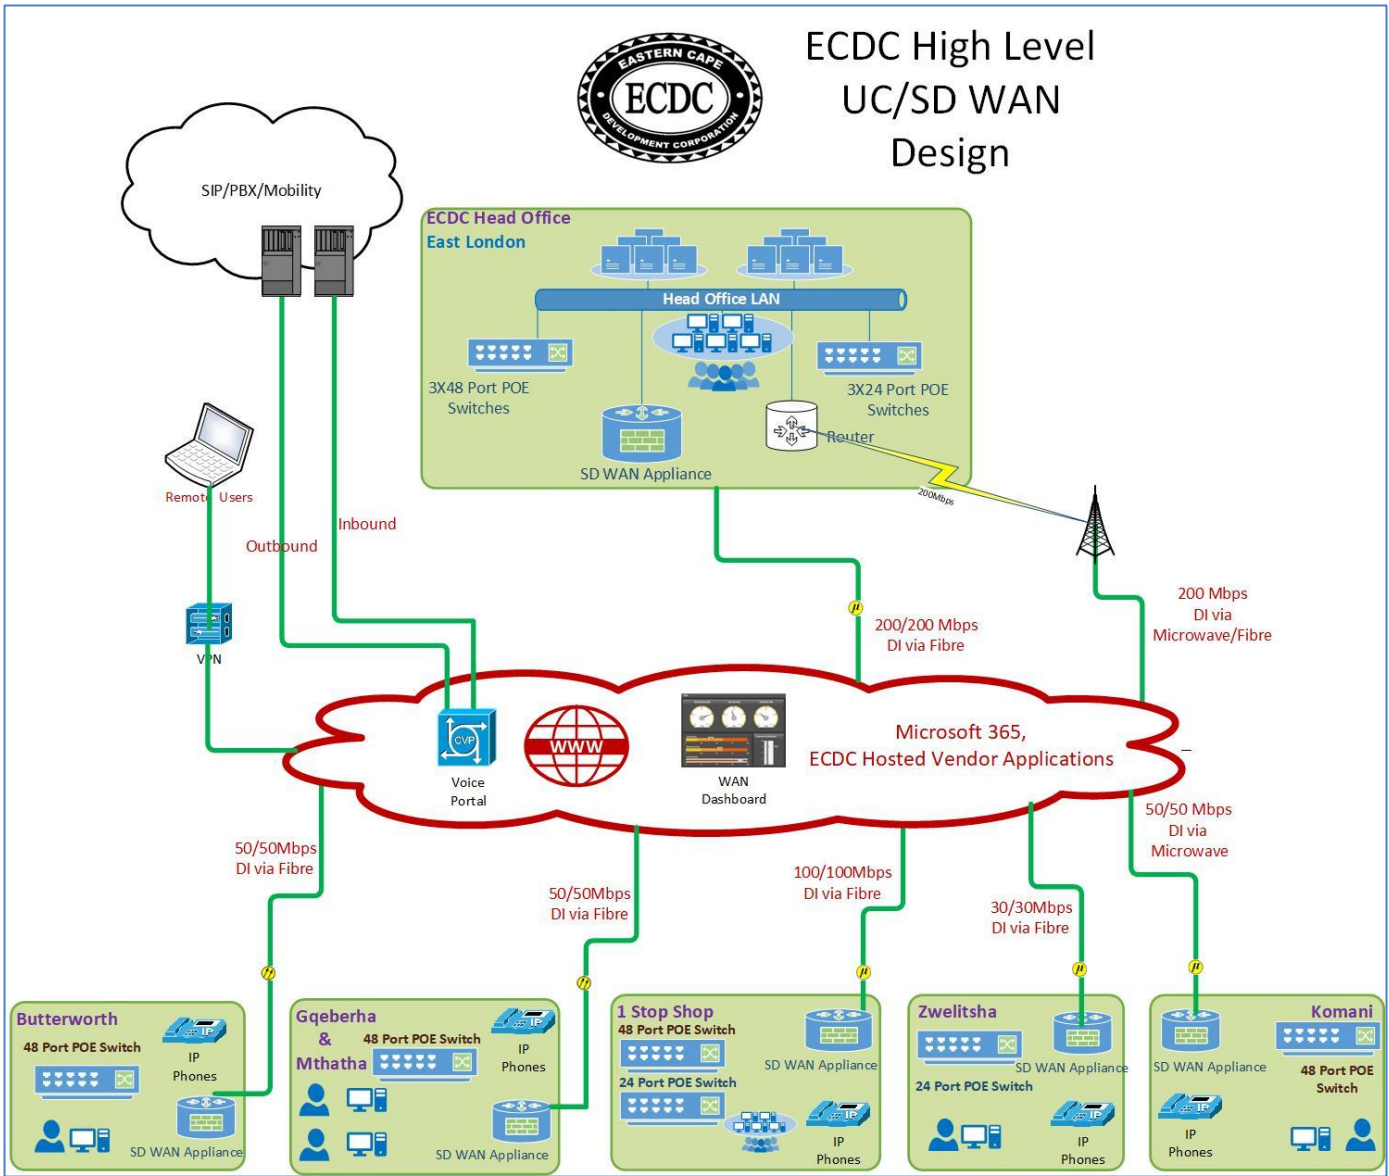 EASTERN CAPE
ECDC
DEVELOPMENT CORPORATION
ECDC High Level
UC/SD WAN
Design
SIP/PBX/Mobility
ECDC Head Office
East London
Head Office LAN
3X48 Port POE
Switches
3X24 Port POE
Switches
Router
SD WAN Appliance
200Mbps
Remote Users
Inbound
Outbound
VPN
200/200 Mbps
DI via Fibre
200 Mbps
DI via
Microwave/Fibre
CVP
Voice
Portal
WWW
WAN
Dashboard
Microsoft 365,
ECDC Hosted Vendor Applications
50/50Mbps
DI via Fibre
50/50Mbps
DI via Fibre
100/100Mbps
DI via Fibre
30/30Mbps
DI via Fibre
50/50 Mbps
DI via
Microwave
µ
µ
µ
µ
Butterworth
48 Port POE Switch
IP
IP
Phones
SD WAN Appliance
Gqeberha
&
Mthatha
48 Port POE Switch
IP
IP
Phones
SD WAN Appliance
1 Stop Shop
48 Port POE Switch
24 Port POE Switch
SD WAN Appliance
IP
IP
Phones
Zwelitsha
24 Port POE Switch
SD WAN Appliance
IP
IP
Phones
Komani
SD WAN Appliance
48 Port POE
Switch
IP
IP
Phones